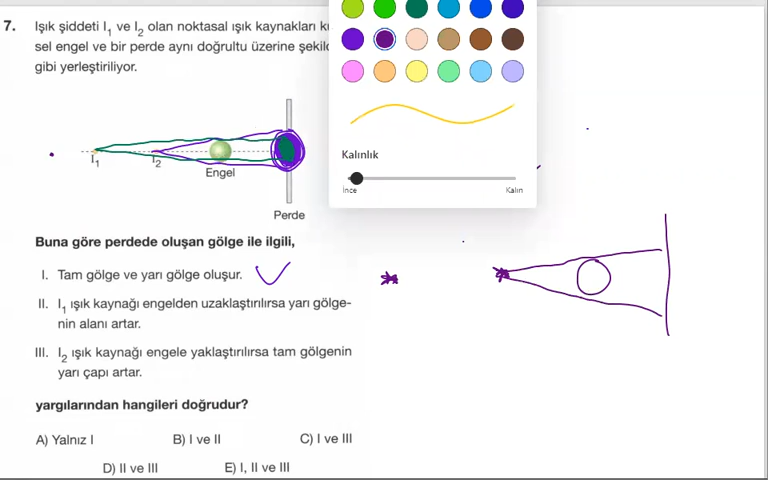 7. Işık şiddeti I₁ ve I₂ olan noktasal ışık kaynakları
sel engel ve bir perde aynı doğrultu üzerine
gibi yerleştiriliyor.
I₁
I₂
Engel
Perde
Kalınlık
İnce
Kalın
Buna göre perdede oluşan gölge ile ilgili,
I. Tam gölge ve yarı gölge oluşur.
II. I₁ ışık kaynağı engelden uzaklaştırılırsa yarı gölge-
nin alanı artar.
III. I₂ ışık kaynağı engele yaklaştırılırsa tam gölgenin
yarı çapı artar.
yargılarından hangileri doğrudur?
A) Yalnız I B) I ve II C) I ve III
D) II ve III E) I, II ve III